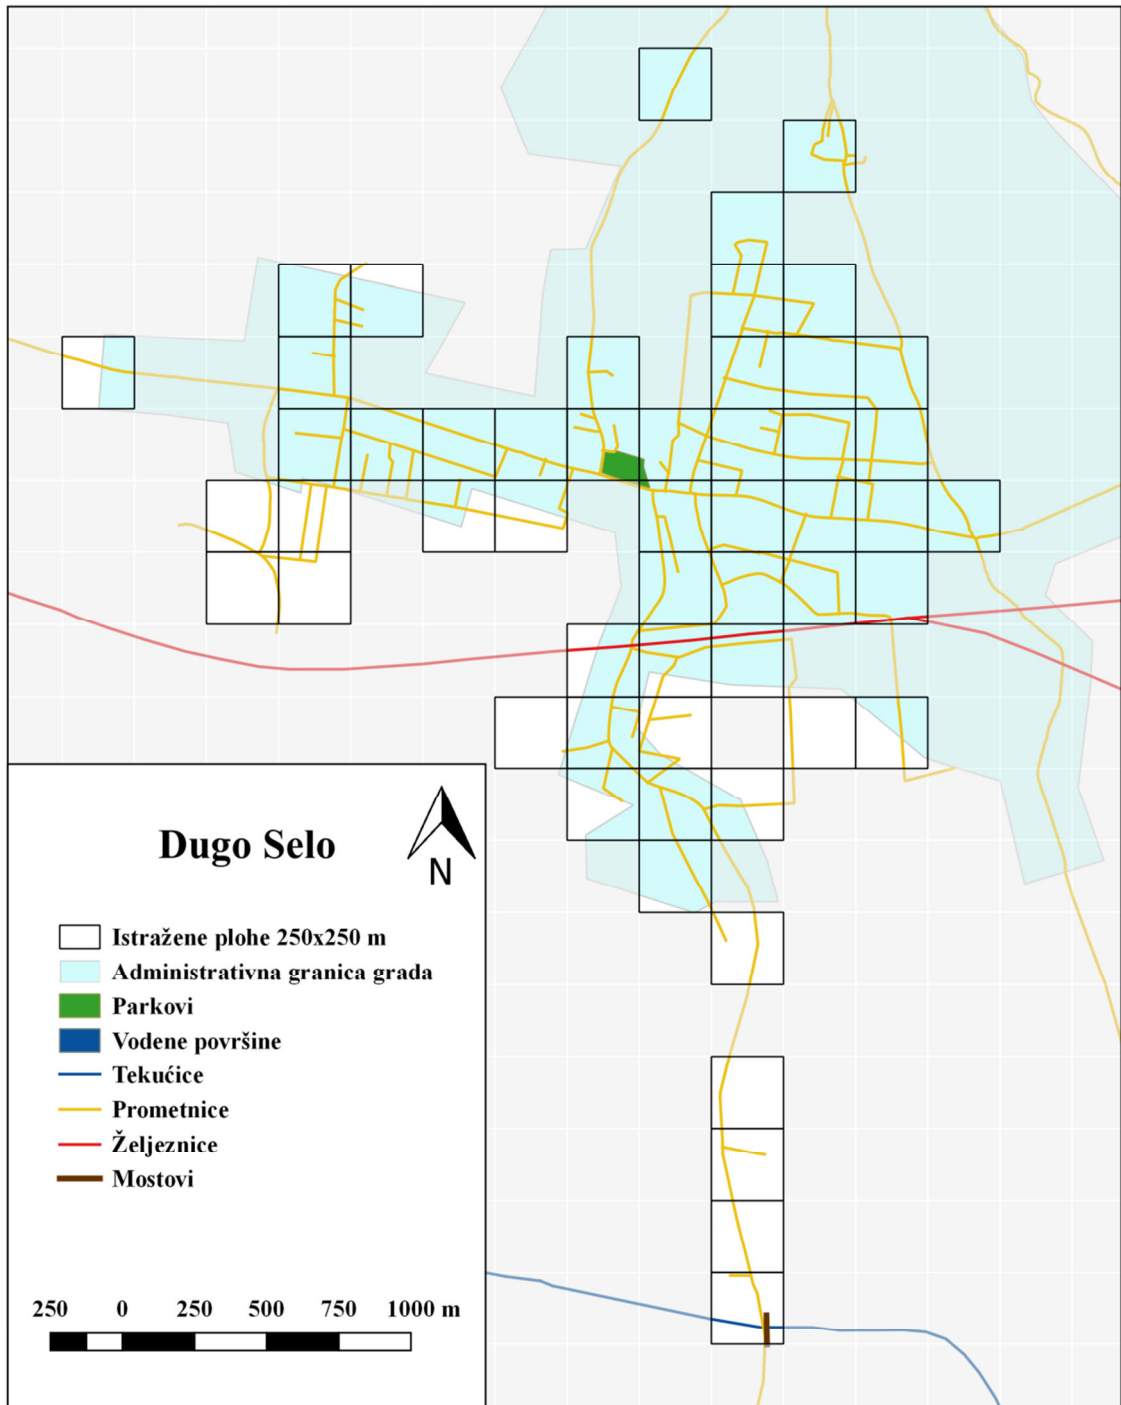 Dugo Selo
N
Istražene plohe 250x250 m
Administrativna granica grada
Parkovi
Vodene površine
Tekućice
Prometnice
Željeznice
Mostovi
250 0 250 500 750 1000 m